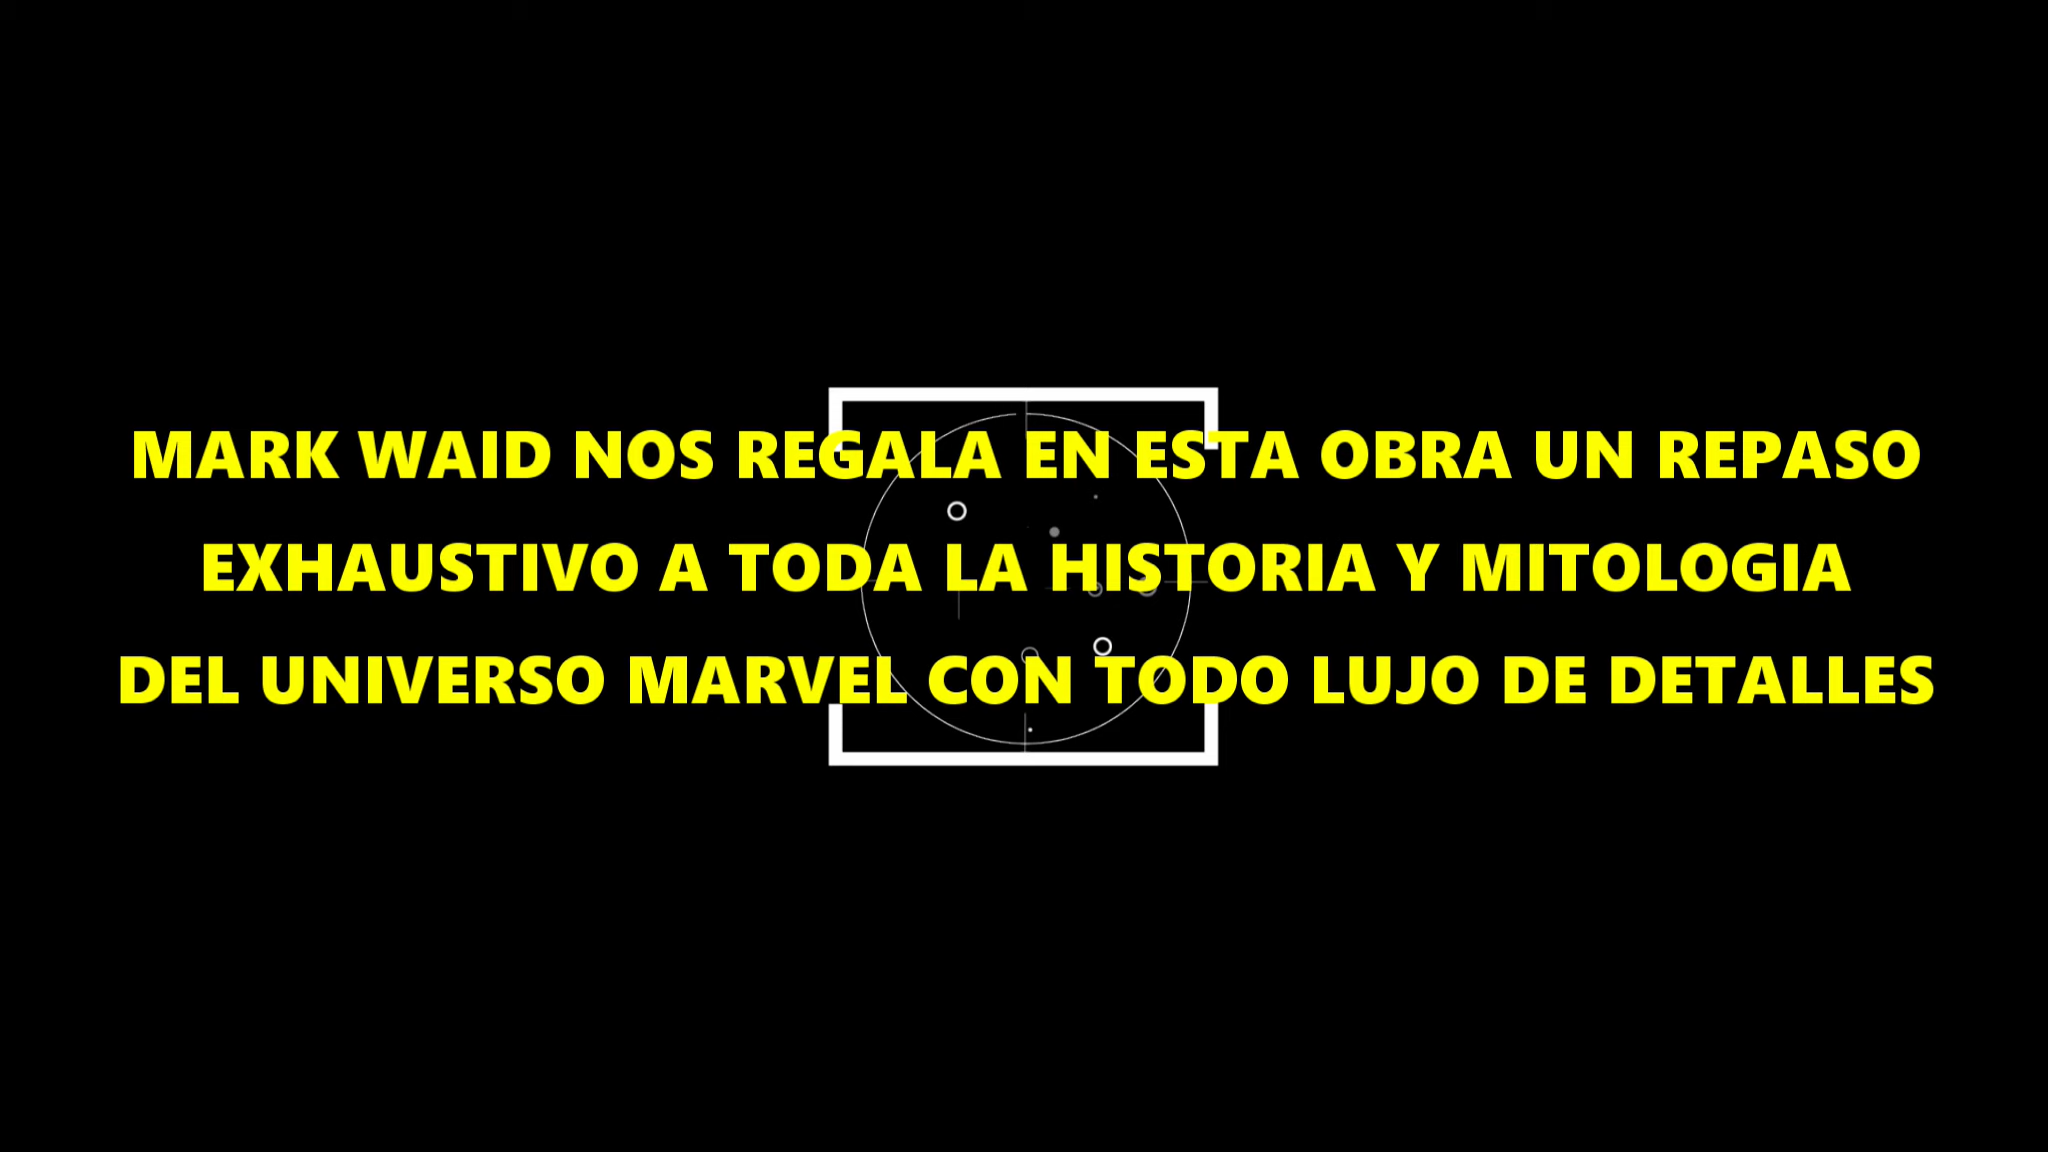 MARK WAID NOS REGALA EN ESTA OBRA UN REPASO
EXHAUSTIVO A TODA LA HISTORIA Y MITOLOGIA
DEL UNIVERSO MARVEL CON TODO LUJO DE DETALLES